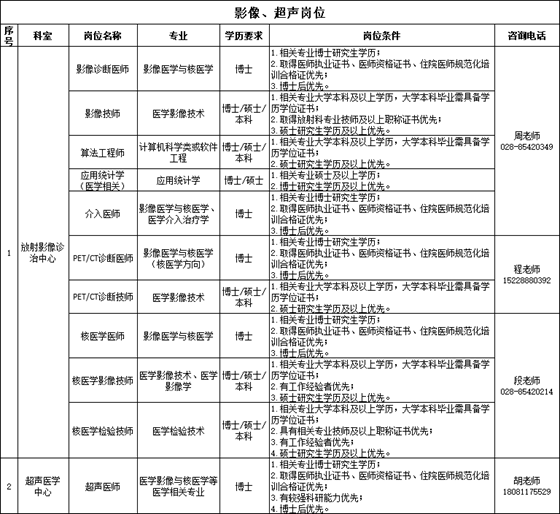 影像、超声岗位
序号 科室 岗位名称 专业 学历要求 岗位条件 咨询电话
1 放射影像诊治中心
影像诊断医师 影像医学与核医学 博士
1. 相关专业博士研究生学历；
2. 取得医师执业证书、医师资格证书、住院医师规范化培训合格证优先；
3. 博士后优先。
周老师
028-85420349
影像技师 医学影像技术 博士/硕士/本科
1. 相关专业大学本科及以上学历，大学本科毕业需具备学历学位证书；
2. 取得放射科专业技师及以上职称证书优先；
3. 硕士研究生学历及以上优先。
算法工程师 计算机科学类或软件工程 博士/硕士/本科
1. 相关专业大学本科及以上学历，大学本科毕业需具备学历学位证书；
2. 硕士研究生学历及以上优先。
应用统计学（医学相关） 应用统计学 博士/硕士
1. 相关专业硕士及以上学历；
2. 博士研究生学历及以上优先。
介入医师 影像医学与核医学、医学介入治疗学 博士
1. 相关专业博士研究生学历；
2. 取得医师执业证书、医师资格证书、住院医师规范化培训合格证优先；
3. 博士后优先。
PET/CT诊断医师 影像医学与核医学（核医学方向） 博士
1. 相关专业博士研究生学历；
2. 取得医师执业证书、医师资格证书、住院医师规范化培训合格证优先；
3. 博士后优先。
程老师
15228880392
PET/CT诊断技师 医学影像技术 博士/硕士/本科
1. 相关专业大学本科及以上学历，大学本科毕业需具备学历学位证书；
2. 硕士研究生学历及以上优先。
核医学医师 影像医学与核医学 博士
1. 相关专业博士研究生学历；
2. 取得医师执业证书、医师资格证书、住院医师规范化培训合格证优先；
3. 博士后优先。
段老师
028-85420214
核医学影像技师 医学影像技术、医学影像学 博士/硕士/本科
1. 相关专业大学本科及以上学历，大学本科毕业需具备学历学位证书；
2. 有工作经验者优先；
3. 硕士研究生学历及以上优先。
核医学检验技师 医学检验技术 博士/硕士/本科
1. 相关专业大学本科及以上学历，大学本科毕业需具备学历学位证书；
2. 具有相关专业技师及以上职称证书优先；
3. 有工作经验者优先；
4. 硕士研究生学历及以上优先。
2 超声医学中心 超声医师 医学影像与核医学等医学相关专业 博士
1. 相关专业博士研究生学历；
2. 取得医师执业证书、医师资格证书、住院医师规范化培训合格证优先；
3. 有较强科研能力优先；
4. 博士后优先。
胡老师
18081175529